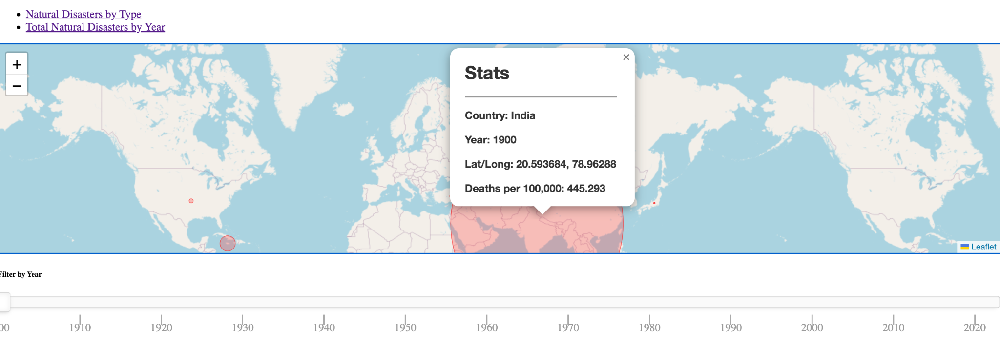 Natural Disasters by Type
Total Natural Disasters by Year
+
−
×
Stats
Country: India
Year: 1900
Lat/Long: 20.593684, 78.96288
Deaths per 100,000: 445.293
Leaflet
Filter by Year
00 1910 1920 1930 1940 1950 1960 1970 1980 1990 2000 2010 2020